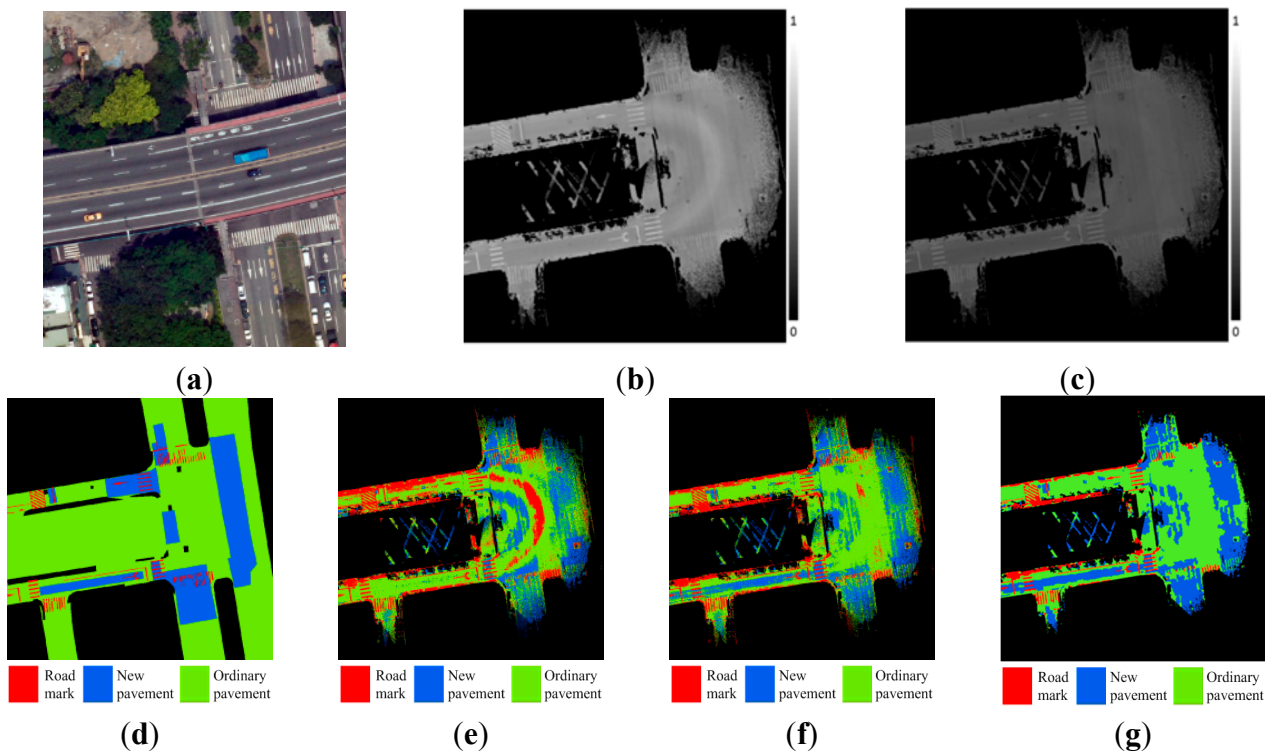 1
0
1
0
(a)
(b)
(c)
Road mark
New pavement
Ordinary pavement
Road mark
New pavement
Ordinary pavement
Road mark
New pavement
Ordinary pavement
Road mark
New pavement
Ordinary pavement
(d)
(e)
(f)
(g)